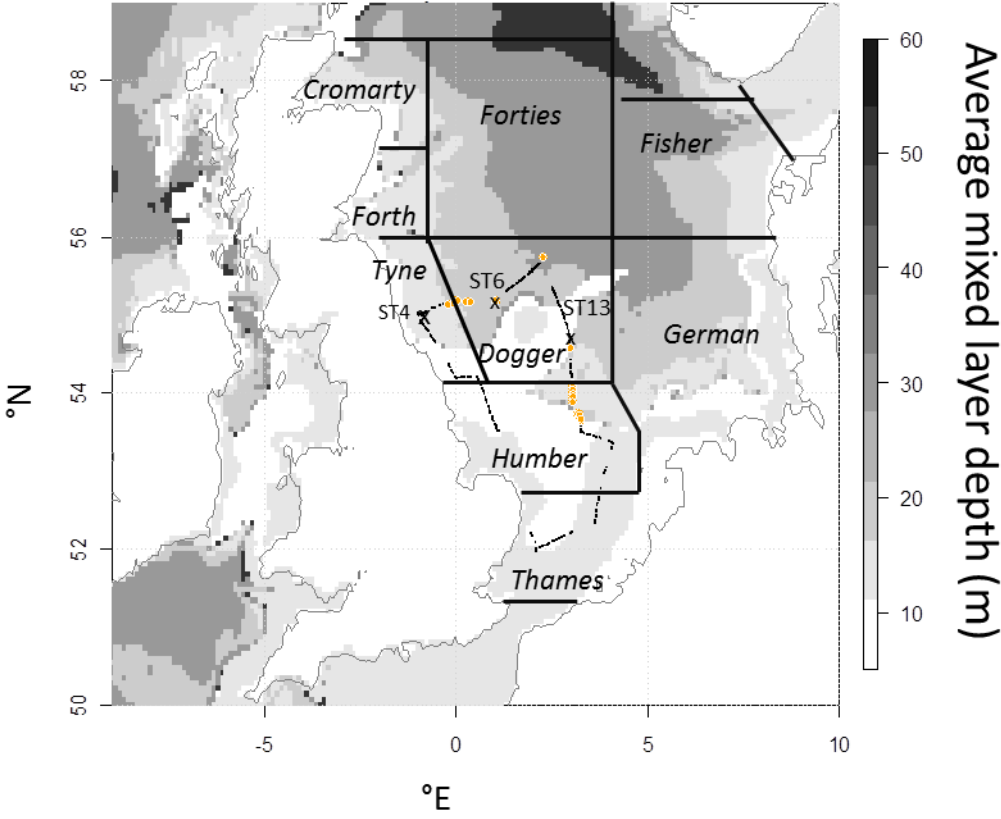 60
58
Cromarty
Forties
Fisher
50
56
Forth
Tyne
ST6
40
ST4
ST13
German
Dogger
54
30
Humber
20
52
Thames
10
50
-5
0
5
10
°E
°N
Average mixed layer depth (m)
x
x
x